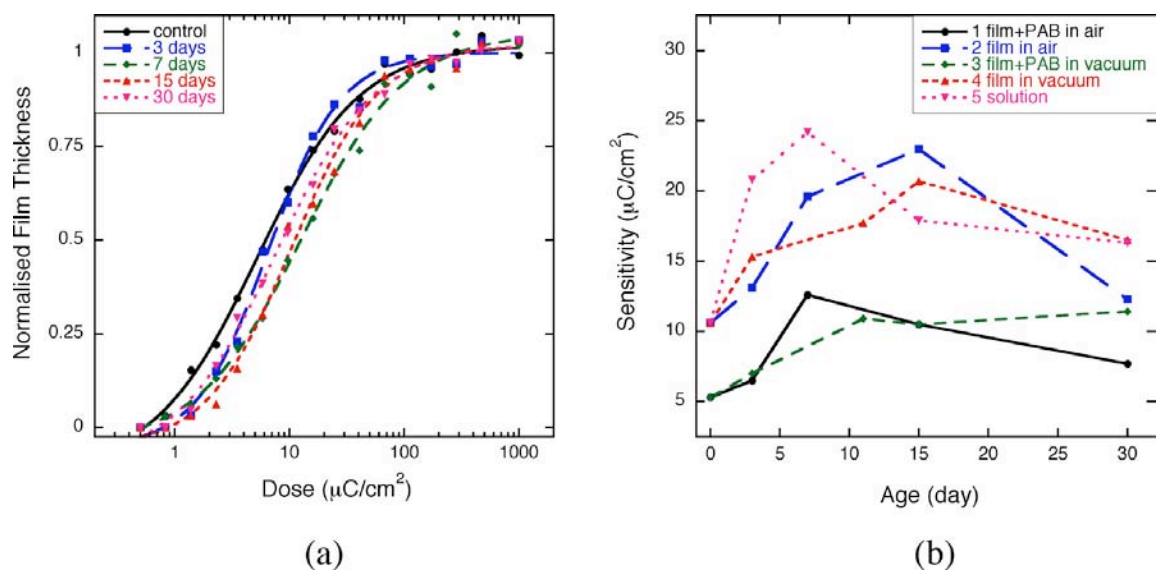 control
3 days
7 days
15 days
30 days
1
0.75
0.5
0.25
0
1 10 100 1000
Normalised Film Thickness
Dose (μC/cm²)
(a)
1 film+PAB in air
2 film in air
3 film+PAB in vacuum
4 film in vacuum
5 solution
30
25
20
15
10
5
0 5 10 15 20 25 30
Sensitivity (μC/cm²)
Age (day)
(b)